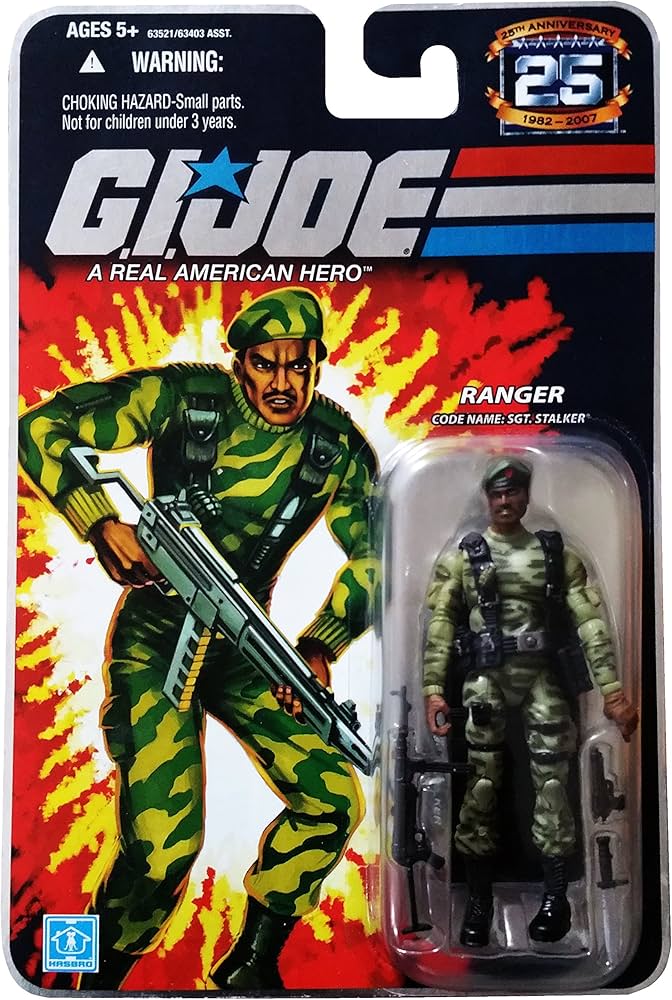 AGES 5+ 63521/63403 ASST.
WARNING:
CHOKING HAZARD-Small parts.
Not for children under 3 years.
25TH ANNIVERSARY
25
1982-2007
G.I.JOE®
A REAL AMERICAN HERO™
RANGER
CODE NAME: SGT. STALKER®
HASBRO